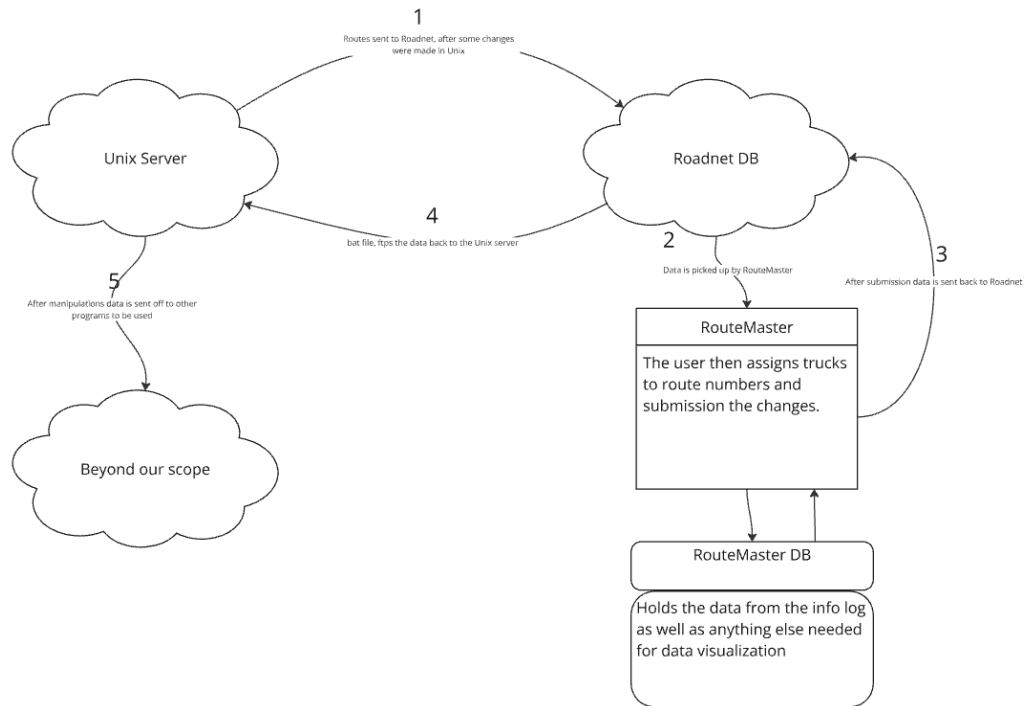 1
Routes sent to Roadnet, after some changes
were made in Unix
Unix Server
Roadnet DB
4
bat file, ftps the data back to the Unix server
2
Data is picked up by RouteMaster
3
After submission data is sent back to Roadnet
5
After manipulations data is sent off to other
programs to be used
RouteMaster
The user then assigns trucks
to route numbers and
submission the changes.
Beyond our scope
RouteMaster DB
Holds the data from the info log
as well as anything else needed
for data visualization